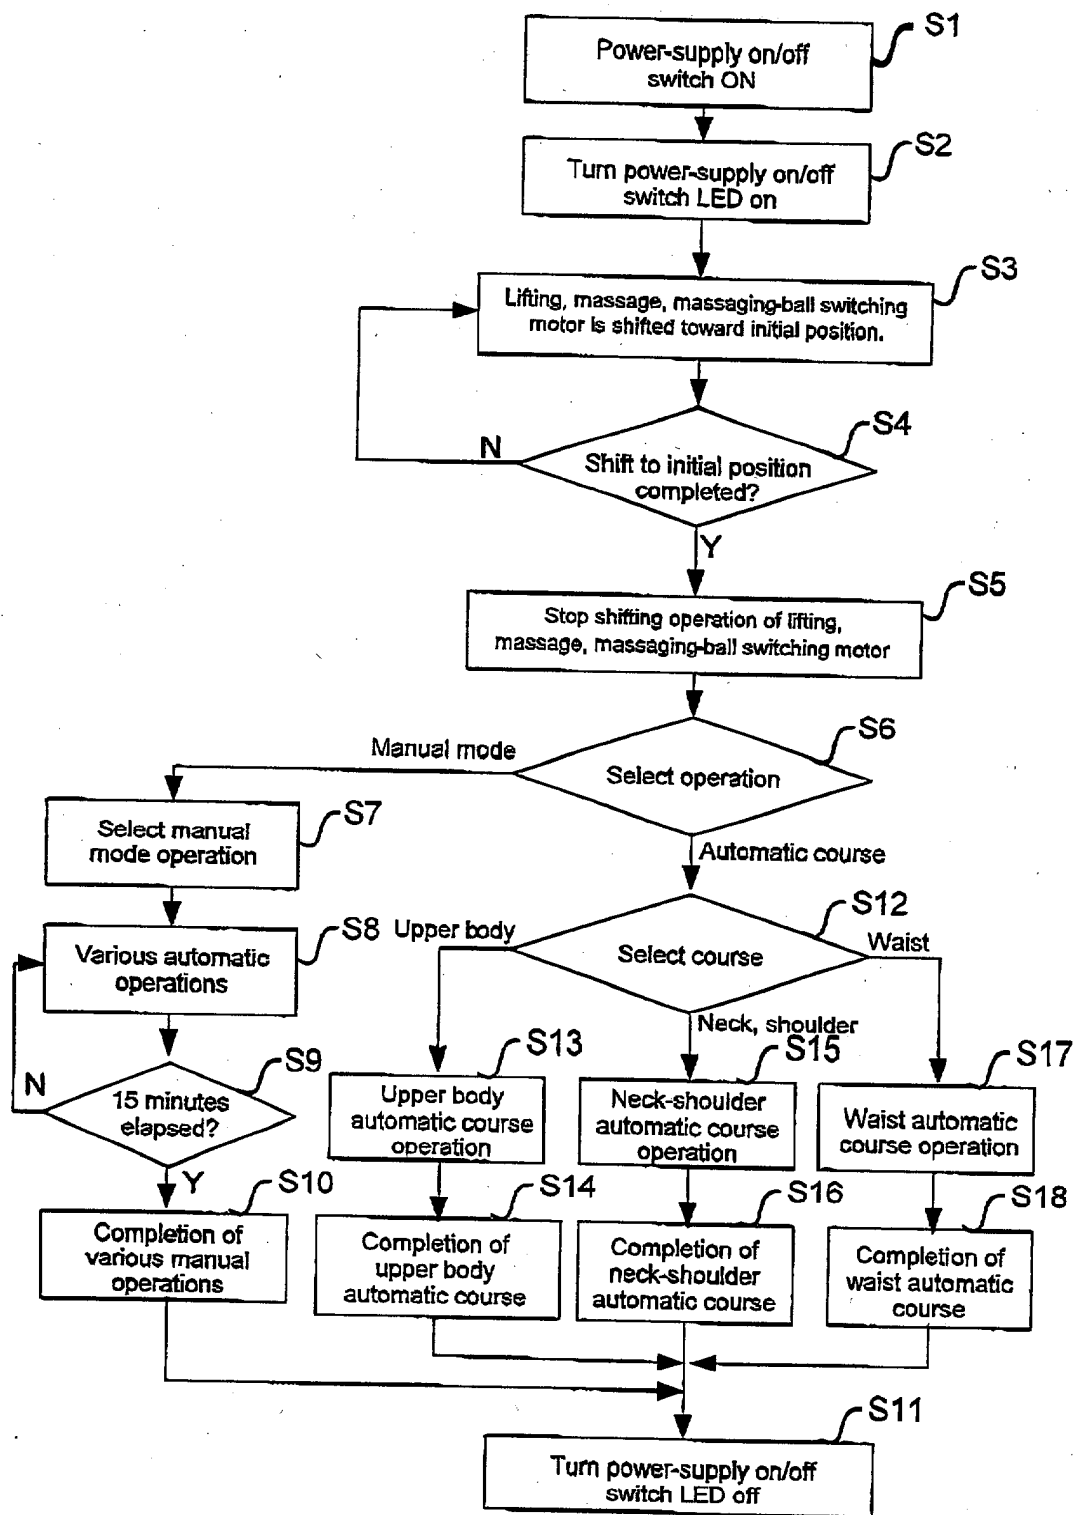 S1
Power-supply on/off
switch ON
S2
Turn power-supply on/off
switch LED on
S3
Lifting, massage, massaging-ball switching
motor is shifted toward initial position.
S4
N
Shift to initial position
completed?
Y
S5
Stop shifting operation of lifting,
massage, massaging-ball switching motor
S6
Manual mode
Select operation
S7
Select manual
mode operation
Automatic course
S12
S8
Upper body
Waist
Select course
Various automatic
operations
Neck, shoulder
S9
S13
S15
S17
N
15 minutes
elapsed?
Upper body
automatic course
operation
Neck-shoulder
automatic course
operation
Waist automatic
course operation
Y
S10
S14
S16
S18
Completion of
various manual
operations
Completion of
upper body
automatic course
Completion of
neck-shoulder
automatic course
Completion of
waist automatic
course
S11
Turn power-supply on/off
switch LED off